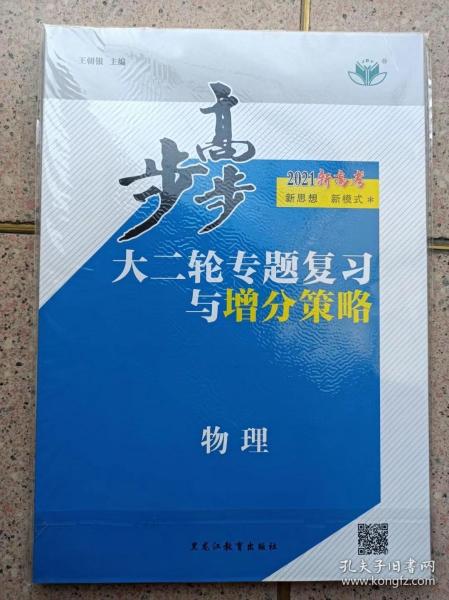 王朝银 主编
步步高
2021新高考
新思想 新模式*
大二轮专题复习
与增分策略
物理
黑龙江教育出版社
孔夫子旧书网
www.kongfz.com